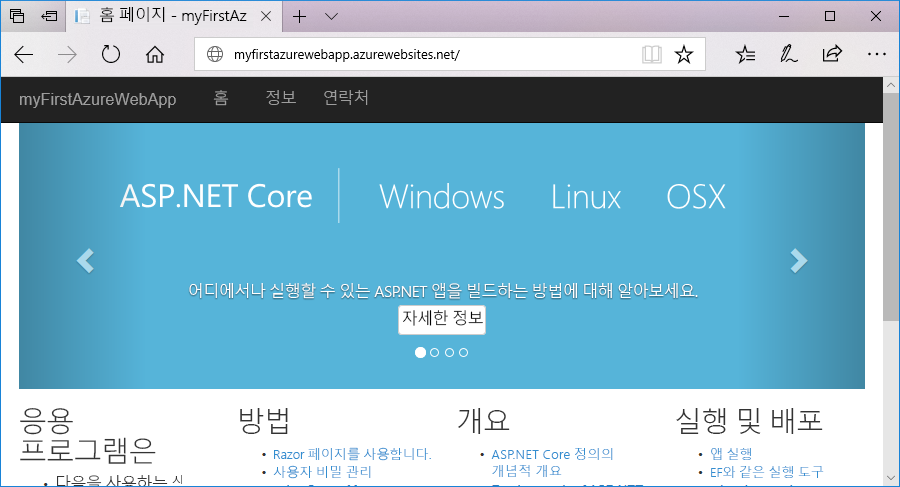 홈 페이지 - myFirstAz
myfirstazurewebapp.azurewebsites.net/
myFirstAzureWebApp 홈 정보 연락처
ASP.NET Core Windows Linux OSX
어디에서나 실행할 수 있는 ASP.NET 앱을 빌드하는 방법에 대해 알아보세요.
자세한 정보
응용
프로그램은
다음을 사용하는
방법
Razor 페이지를 사용합니다.
사용자 비밀 관리
개요
ASP.NET Core 정의의
개념적 개요
실행 및 배포
앱 실행
EF와 같은 실행 도구